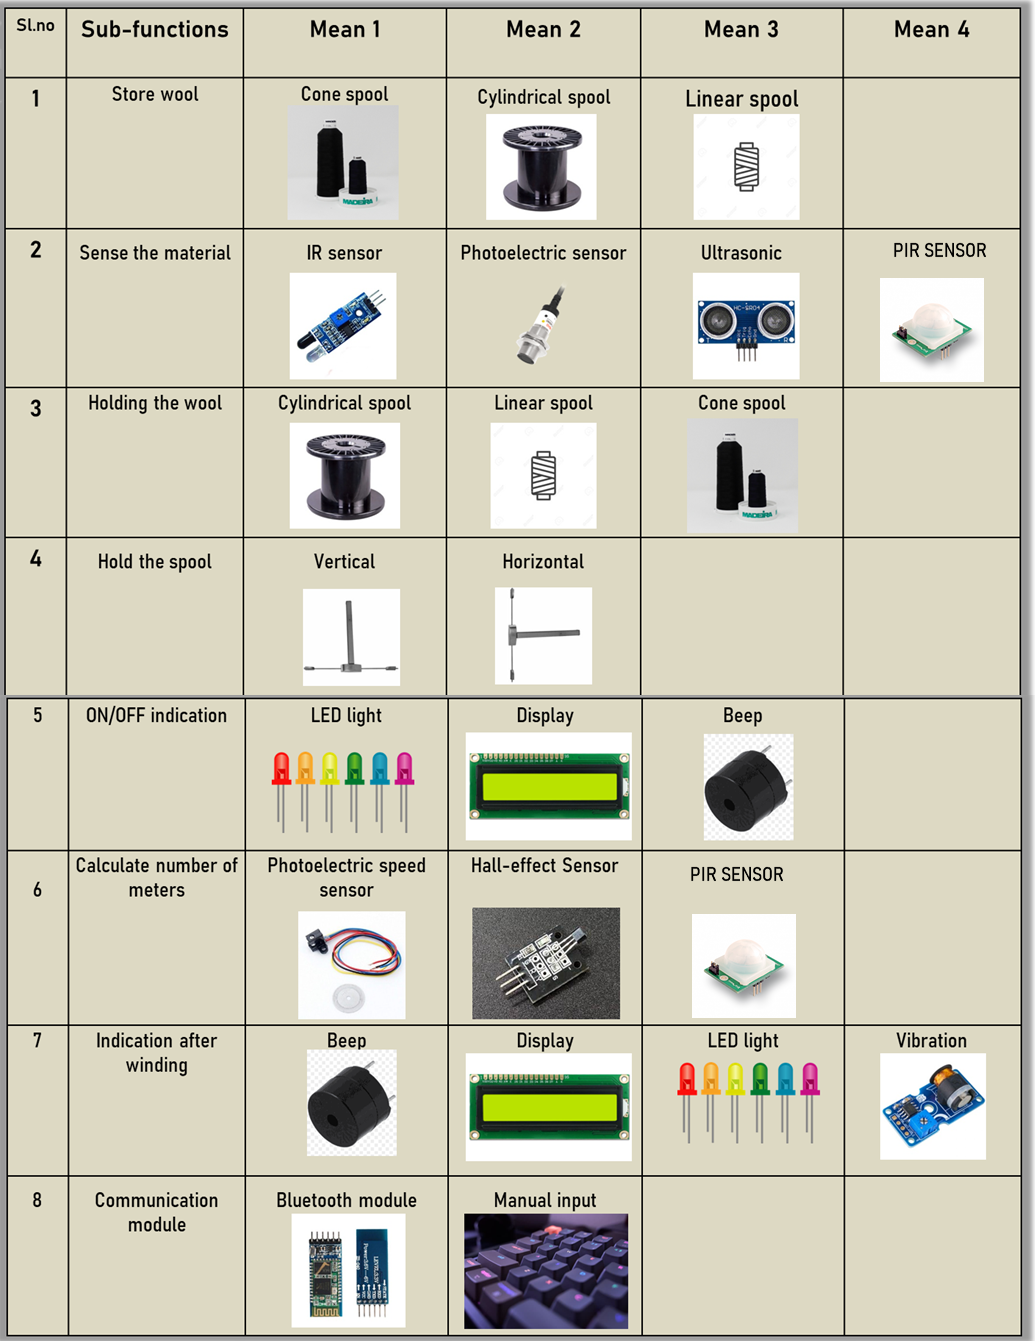 Sl.no Sub-functions Mean 1 Mean 2 Mean 3 Mean 4
1 Store wool Cone spool Cylindrical spool Linear spool
MADEIRA
2 Sense the material IR sensor Photoelectric sensor Ultrasonic PIR SENSOR
HC-SR04
T R
3 Holding the wool Cylindrical spool Linear spool Cone spool
MADEIRA
4 Hold the spool Vertical Horizontal
5 ON/OFF indication LED light Display Beep
6 Calculate number of meters Photoelectric speed sensor Hall-effect Sensor PIR SENSOR
7 Indication after winding Beep Display LED light Vibration
8 Communication module Bluetooth module Manual input